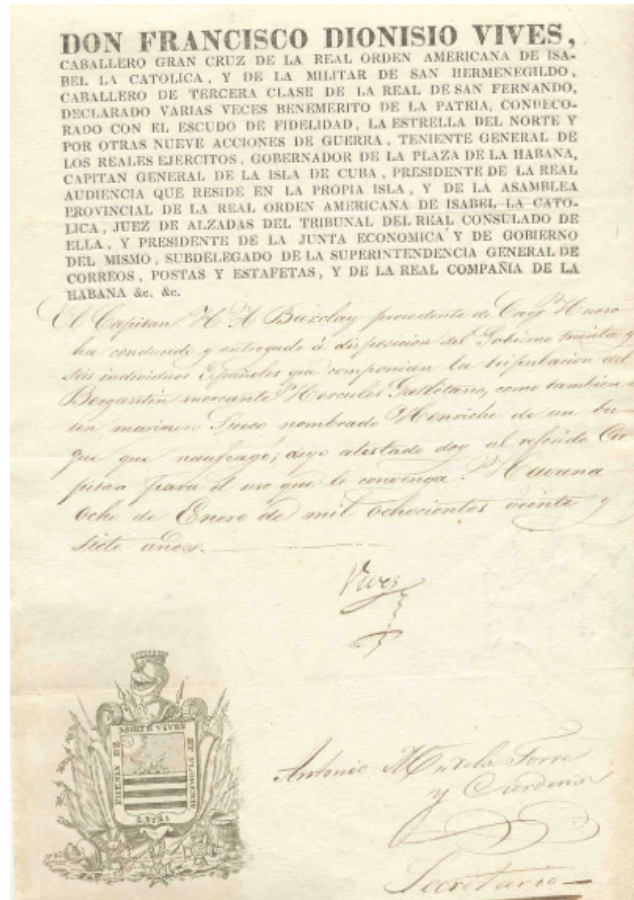 DON FRANCISCO DIONISIO VIVES,
CABALLERO GRAN CRUZ DE LA REAL ORDEN AMERICANA DE ISA-
BEL LA CATOLICA, Y DE LA MILITAR DE SAN HERMENEGILDO,
CABALLERO DE TERCERA CLASE DE LA REAL DE SAN FERNANDO,
DECLARADO VARIAS VECES BENEMERITO DE LA PATRIA, CONDECO-
RADO CON EL ESCUDO DE FIDELIDAD, LA ESTRELLA DEL NORTE Y
POR OTRAS NUEVE ACCIONES DE GUERRA, TENIENTE GENERAL DE
LOS REALES EJERCITOS, GOBERNADOR DE LA PLAZA DE LA HABANA,
CAPITAN GENERAL DE LA ISLA DE CUBA, PRESIDENTE DE LA REAL
AUDIENCIA QUE RESIDE EN LA PROPIA ISLA, Y DE LA ASAMBLEA
PROVINCIAL DE LA REAL ORDEN AMERICANA DE ISABEL LA CATO-
LICA, JUEZ DE ALZADAS DEL TRIBUNAL DEL REAL CONSULADO DE
ELLA, Y PRESIDENTE DE LA JUNTA ECONOMICA Y DE GOBIERNO
DEL MISMO, SUBDELEGADO DE LA SUPERINTENDENCIA GENERAL DE
CORREOS, POSTAS Y ESTAFETAS, Y DE LA REAL COMPAÑIA DE LA
HABANA &c. &c.
El Capitan H A Barclay procedente de Cayo Hueso
ha conducido y entregado á disposicion del Gobierno treinta y
seis individuos Españoles que componian la tripulacion del
Bergantin mercante Hercules Gaditano, como tambien á
un marinero Sueco nombrado Henriche de un bu-
que que naufragó; cuyo atestado doy al referido Ca-
pitan para el uso que le convenga. Havana
ocho de Enero de mil ochocientos veinte y
siete años.
Vives
MORIR VIVES
Antonio Ma de la Torre
y Cardenas
Secretario